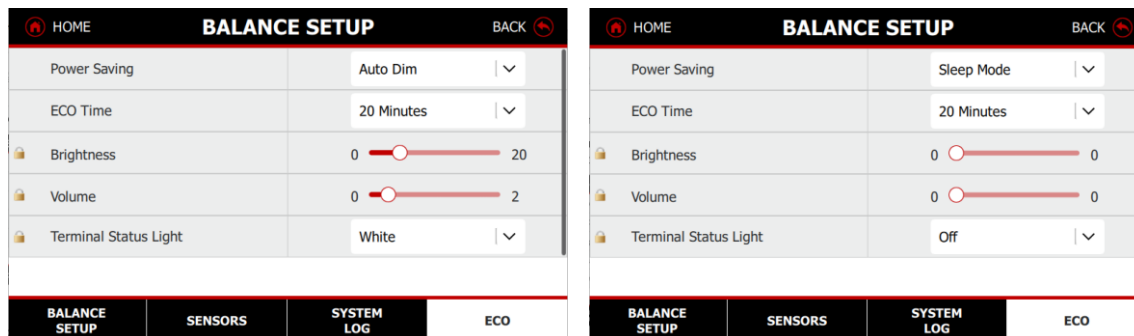 HOME BALANCE SETUP BACK
Power Saving Auto Dim
ECO Time 20 Minutes
Brightness 0 20
Volume 0 2
Terminal Status Light White
BALANCE SETUP SENSORS SYSTEM LOG ECO
HOME BALANCE SETUP BACK
Power Saving Sleep Mode
ECO Time 20 Minutes
Brightness 0 0
Volume 0 0
Terminal Status Light Off
BALANCE SETUP SENSORS SYSTEM LOG ECO